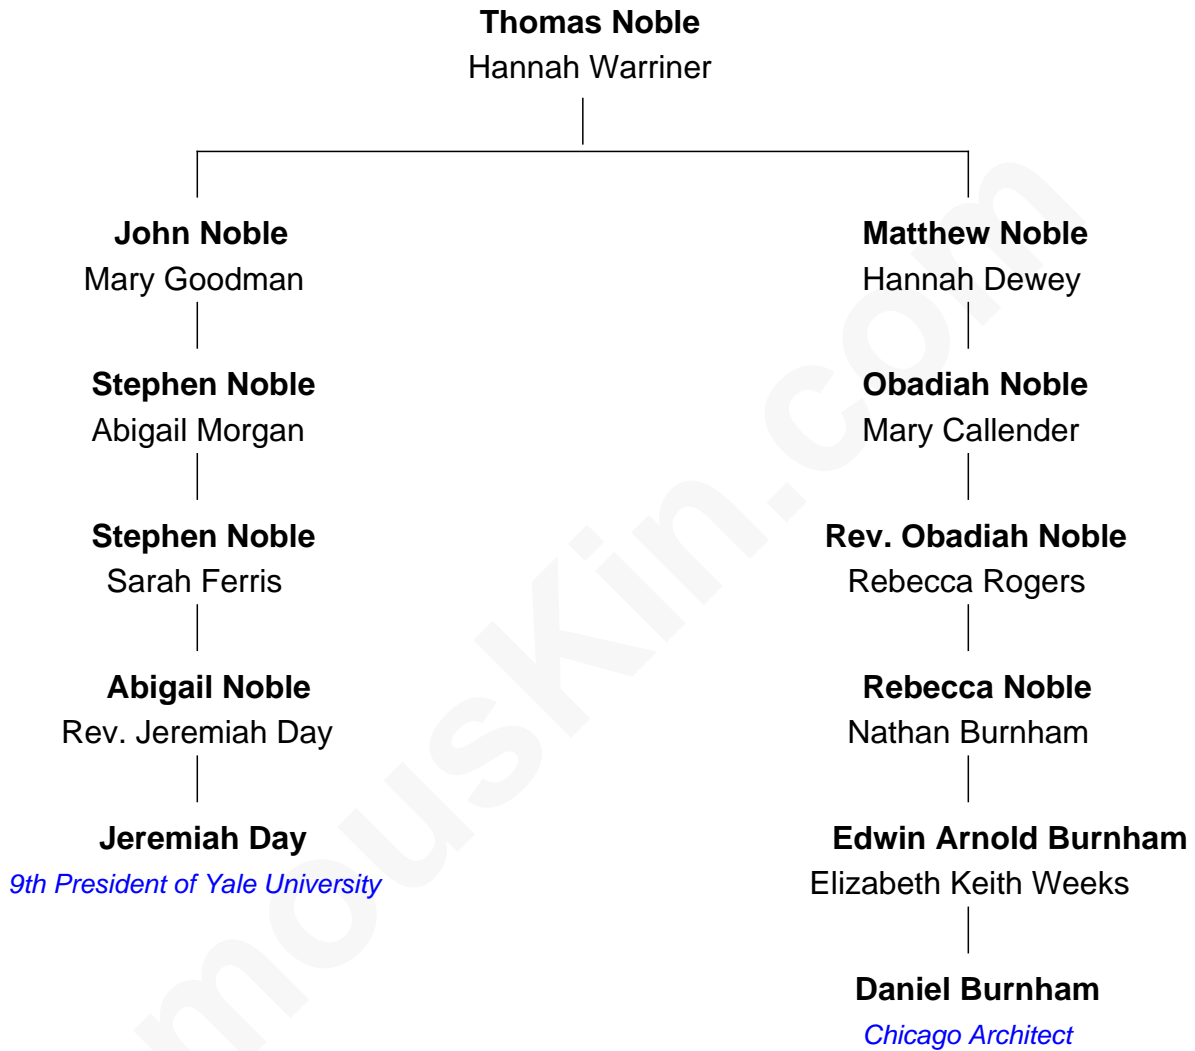 Thomas Noble
Hannah Warriner
John Noble
Mary Goodman
Matthew Noble
Hannah Dewey
Stephen Noble
Abigail Morgan
Obadiah Noble
Mary Callender
Stephen Noble
Sarah Ferris
Rev. Obadiah Noble
Rebecca Rogers
Abigail Noble
Rev. Jeremiah Day
Rebecca Noble
Nathan Burnham
Jeremiah Day
9th President of Yale University
Edwin Arnold Burnham
Elizabeth Keith Weeks
Daniel Burnham
Chicago Architect
mousKin.com